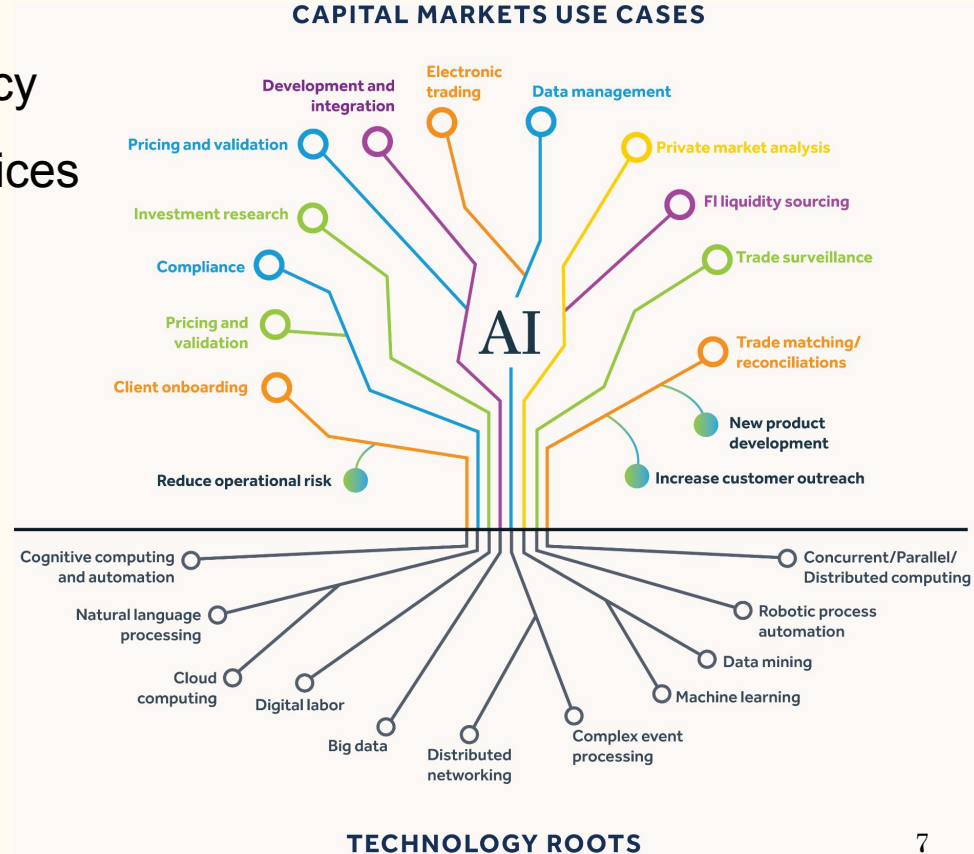 CAPITAL MARKETS USE CASES
cy
ices
Electronic
trading
Development and
integration
Data management
Pricing and validation
Private market analysis
Investment research
FI liquidity sourcing
Compliance
Trade surveillance
Pricing and
validation
AI
Trade matching/
reconciliations
Client onboarding
New product
development
Reduce operational risk
Increase customer outreach
Cognitive computing
and automation
Concurrent/Parallel/
Distributed computing
Natural language
processing
Robotic process
automation
Cloud
computing
Data mining
Digital labor
Machine learning
Big data
Distributed
networking
Complex event
processing
TECHNOLOGY ROOTS
7